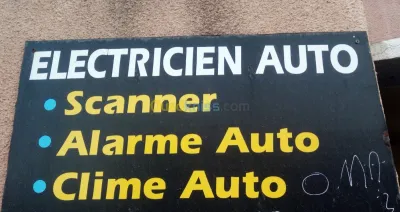 ELECTRICIEN AUTO
• Scanner
• Alarme Auto
• Clime Auto